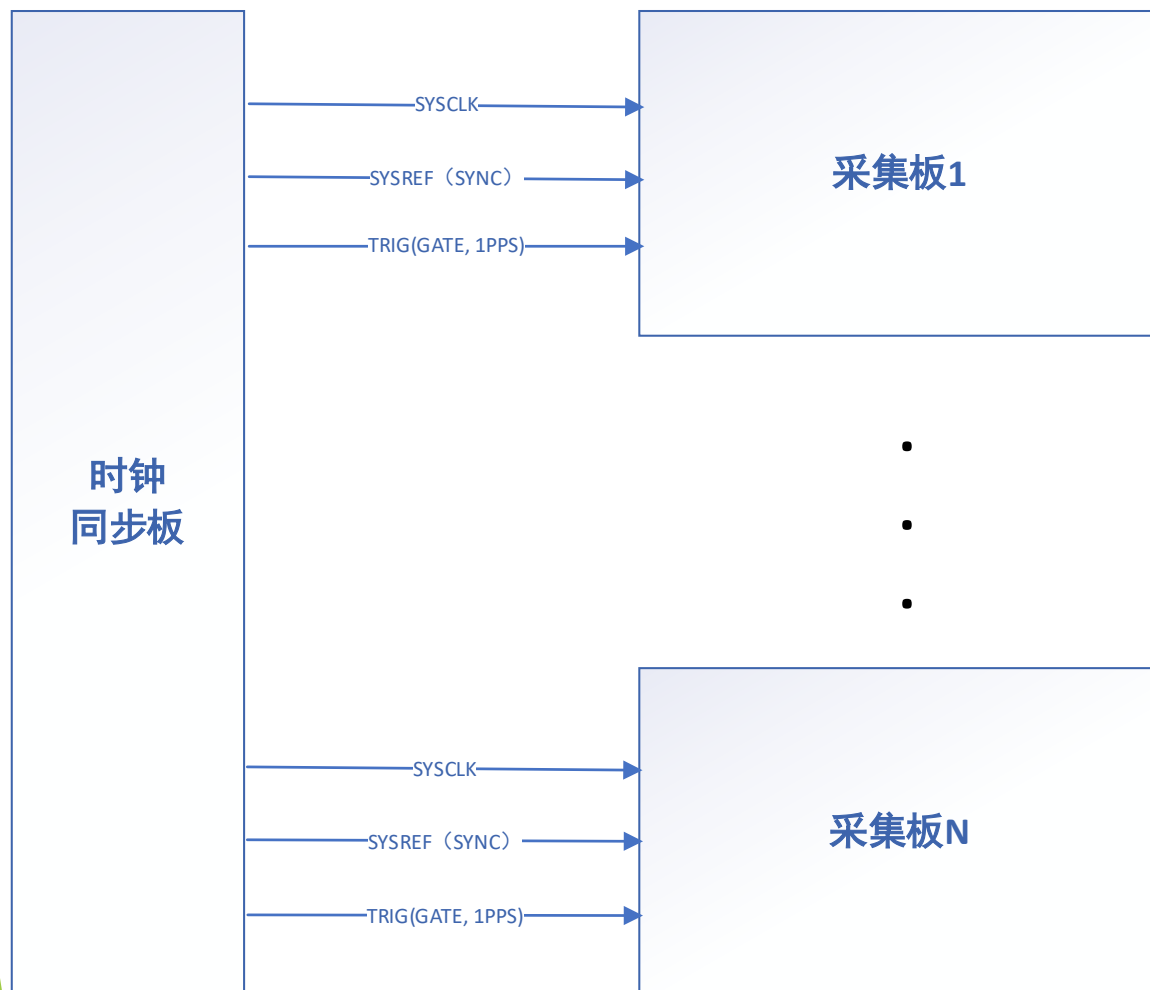 SYSCLK
SYSREF（SYNC）
TRIG(GATE, 1PPS)
采集板1
时钟
同步板
SYSCLK
SYSREF（SYNC）
TRIG(GATE, 1PPS)
采集板N